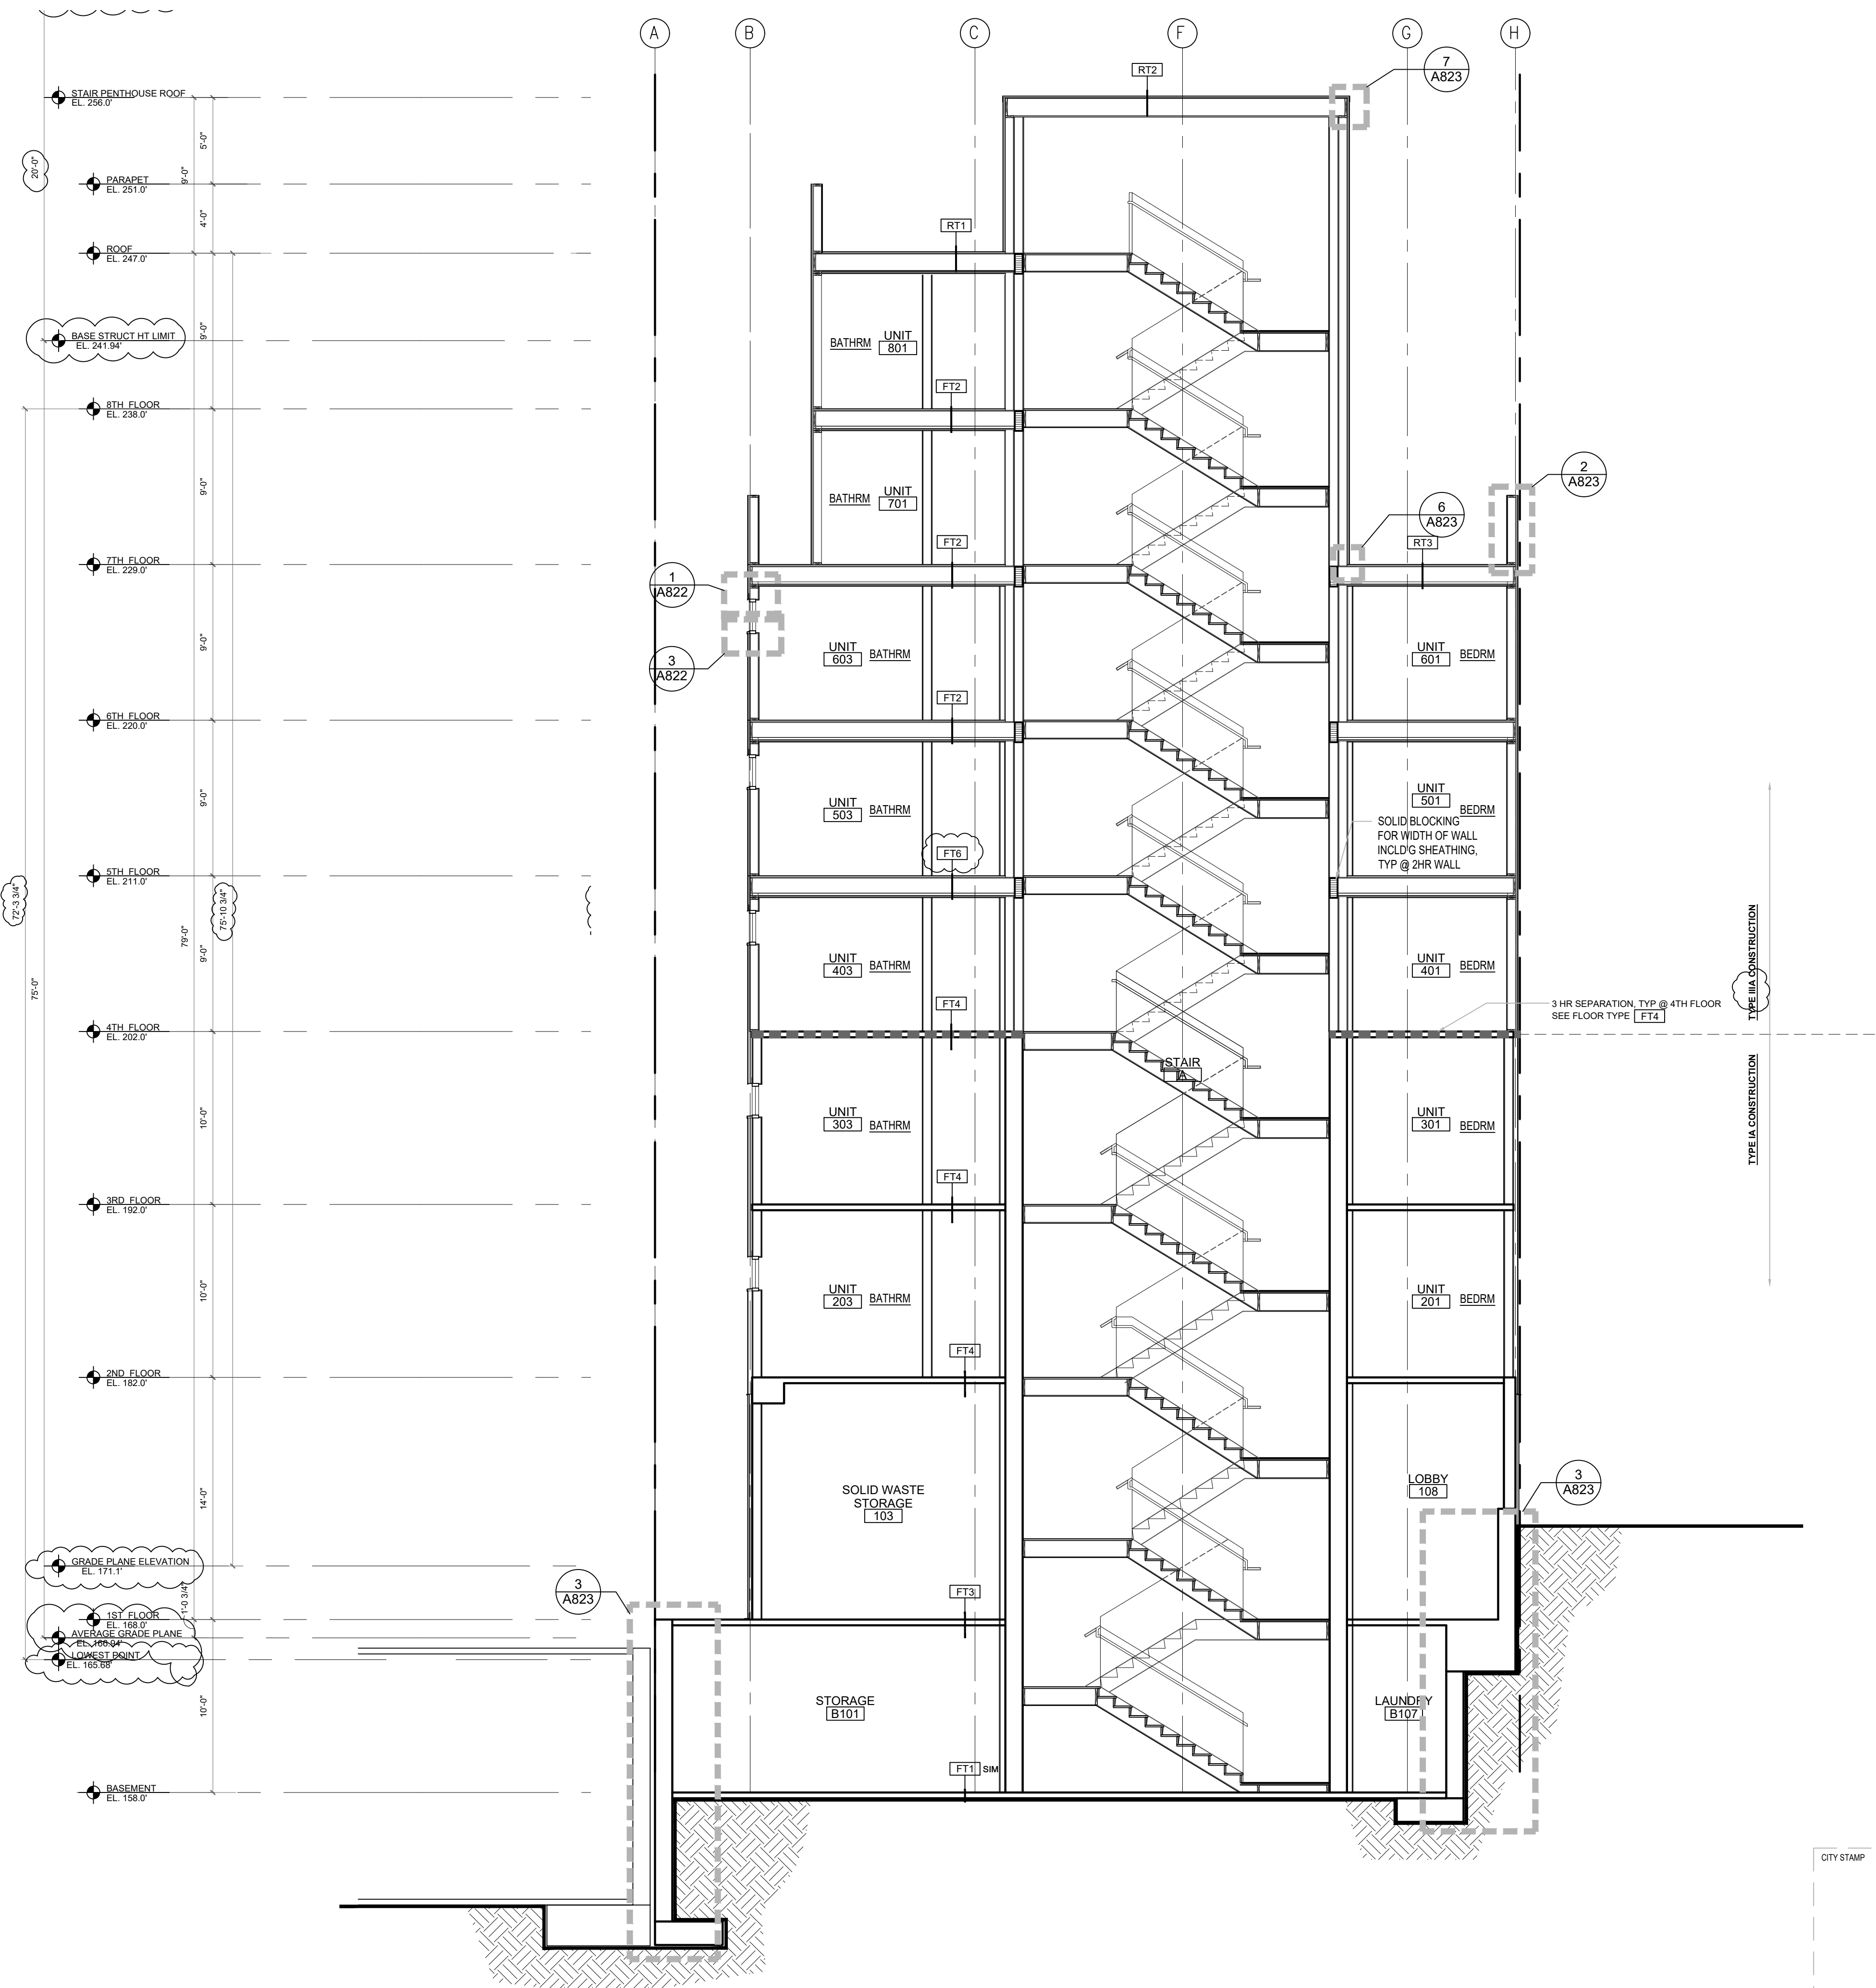 A
B
C
F
G
H
7
A823
RT2
STAIR PENTHOUSE ROOF
EL. 256.0'
5'-0"
20'-0"
9'-0"
PARAPET
EL. 251.0'
4'-0"
RT1
ROOF
EL. 247.0'
9'-0"
BASE STRUCT HT LIMIT
EL. 241.94'
UNIT
BATHRM 801
FT2
8TH FLOOR
EL. 238.0'
2
A823
9'-0"
UNIT
BATHRM 701
6
A823
FT2
RT3
7TH FLOOR
EL. 229.0'
1
A822
9'-0"
UNIT
603 BATHRM
UNIT
601 BEDRM
3
A822
FT2
6TH FLOOR
EL. 220.0'
9'-0"
UNIT
503 BATHRM
UNIT
501
BEDRM
SOLID BLOCKING
FOR WIDTH OF WALL
INCLD'G SHEATHING,
TYP @ 2HR WALL
FT6
5TH FLOOR
EL. 211.0'
72'-3 3/4"
75'-10 3/4"
79'-0"
9'-0"
75'-0"
UNIT
403 BATHRM
UNIT
401 BEDRM
TYPE IIIA CONSTRUCTION
FT4
3 HR SEPARATION, TYP @ 4TH FLOOR
SEE FLOOR TYPE FT4
4TH FLOOR
EL. 202.0'
STAIR
A
TYPE IA CONSTRUCTION
10'-0"
UNIT
303 BATHRM
UNIT
301 BEDRM
FT4
3RD FLOOR
EL. 192.0'
10'-0"
UNIT
203 BATHRM
UNIT
201 BEDRM
FT4
2ND FLOOR
EL. 182.0'
14'-0"
SOLID WASTE
STORAGE
103
LOBBY
108
3
A823
GRADE PLANE ELEVATION
EL. 171.1'
3
A823
FT3
1'-0 3/4"
1ST FLOOR
EL. 168.0'
AVERAGE GRADE PLANE
EL. 166.94'
LOWEST POINT
EL. 165.68'
10'-0"
STORAGE
B101
LAUNDRY
B107
FT1 SIM
BASEMENT
EL. 158.0'
CITY STAMP